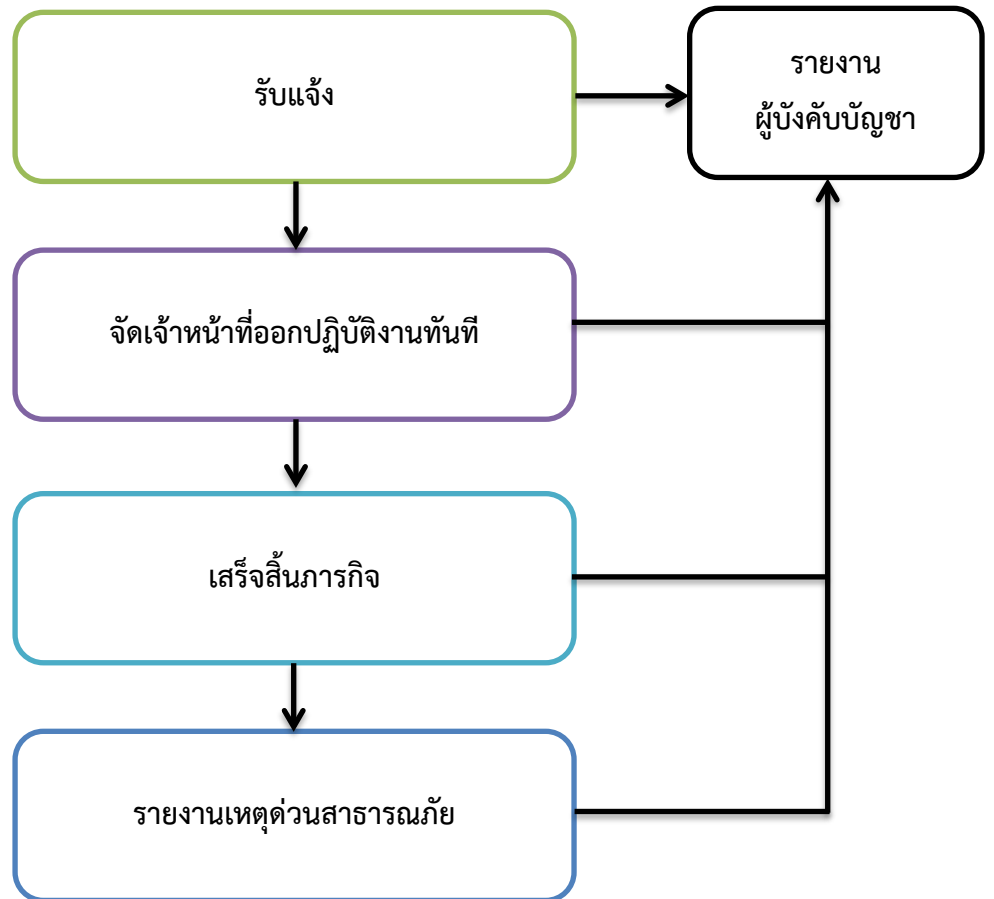 รับแจ้ง
รายงาน
ผู้บังคับบัญชา
จัดเจ้าหน้าที่ออกปฏิบัติงานทันที
เสร็จสิ้นภารกิจ
รายงานเหตุด่วนสาธารณภัย